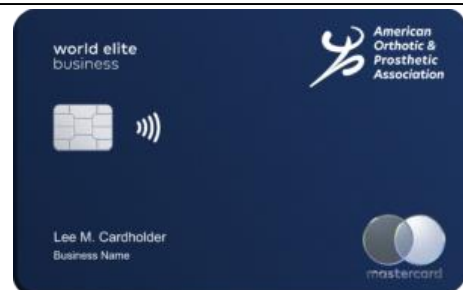 world elite
business
American
Orthotic &
Prosthetic
Association
Lee M. Cardholder
Business Name
mastercard